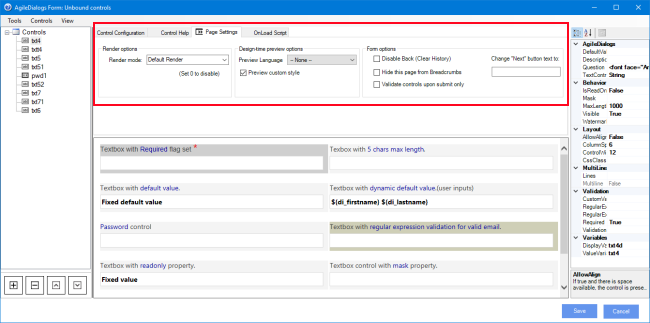 AgileDialogs Form: Unbound controls
Tools Controls View
Controls
txt4
txtt4
txt5
txt51
pwd1
txt52
txt7
txt71
txt6
Control Configuration Control Help Page Settings OnLoad Script
Render options
Render mode: Default Render
(Set 0 to disable)
Design-time preview options
Preview Language -- None --
Preview custom style
Form options
Disable Back (Clear History) Change "Next" button text to:
Hide this page from Breadcrumbs
Validate controls upon submit only
Textbox with Required flag set *
Textbox with 5 chars max length.
Textbox with default value.
Fixed default value
Textbox with dynamic default value.(user inputs)
$(di_firstname) $(di_lastname)
Password control
Textbox with regular expression validation for valid email.
Textbox with readonly property.
Fixed value
Textbox control with mask property.
AgileDialogs
DefaultVa
Descriptic
Question <font face="Ar
TextContr String
Behavior
IsReadOn False
Mask
MaxLengt 1000
Visible True
Watermar
Layout
AllowAlign False
ColumnSp 6
ControlWi 12
CssClass
MultiLine
Lines
Multiline False
Validation
CustomVa
RegularEx
RegularEx
Required True
Validation
Variables
DisplayVa txt4d
ValueVari txt4
AllowAlign
If true and there is space
available, the control is prese...
Save Cancel